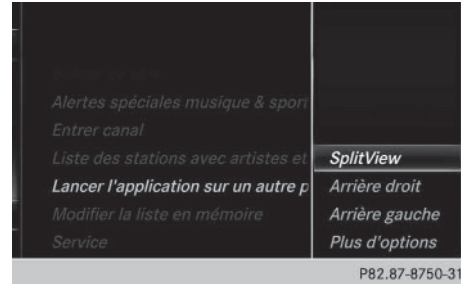 Alertes spéciales musique & sport
Entrer canal
Liste des stations avec artistes et
Lancer l'application sur un autre p
Modifier la liste en mémoire
Service
SplitView
Arrière droit
Arrière gauche
Plus d'options
P82.87-8750-31